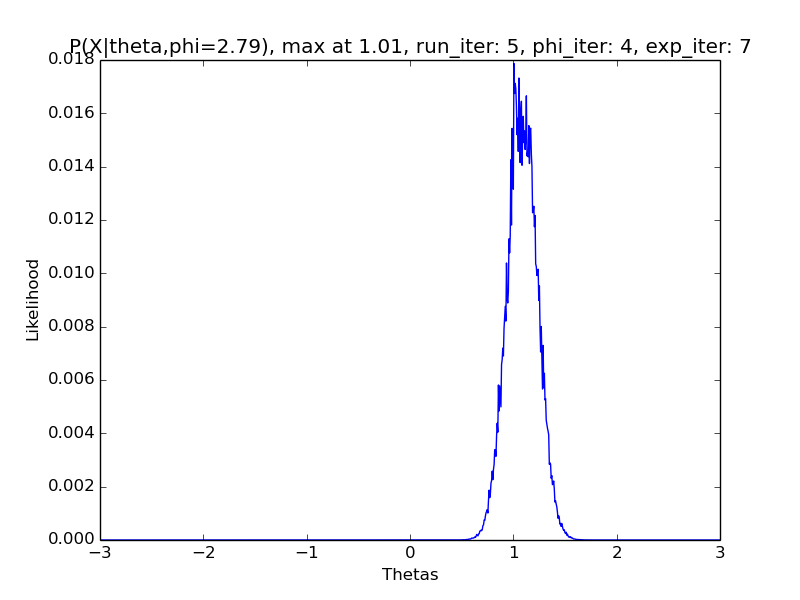 P(X|theta,phi=2.79), max at 1.01, run_iter: 5, phi_iter: 4, exp_iter: 7
0.018
0.016
0.014
0.012
0.010
0.008
0.006
0.004
0.002
0.000
Likelihood
−3 −2 −1 0 1 2 3
Thetas